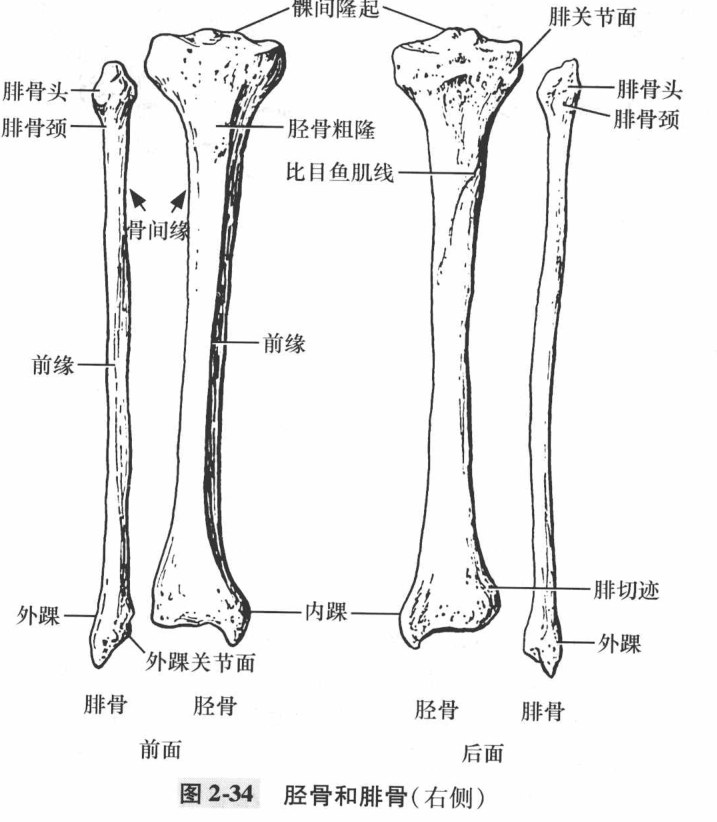 髁间隆起
腓关节面
腓骨头
腓骨头
腓骨颈
胫骨粗隆
腓骨颈
比目鱼肌线
骨间缘
前缘
前缘
腓切迹
外踝
内踝
外踝
外踝关节面
腓骨
胫骨
胫骨
腓骨
前面
后面
图 2-34 胫骨和腓骨(右侧)